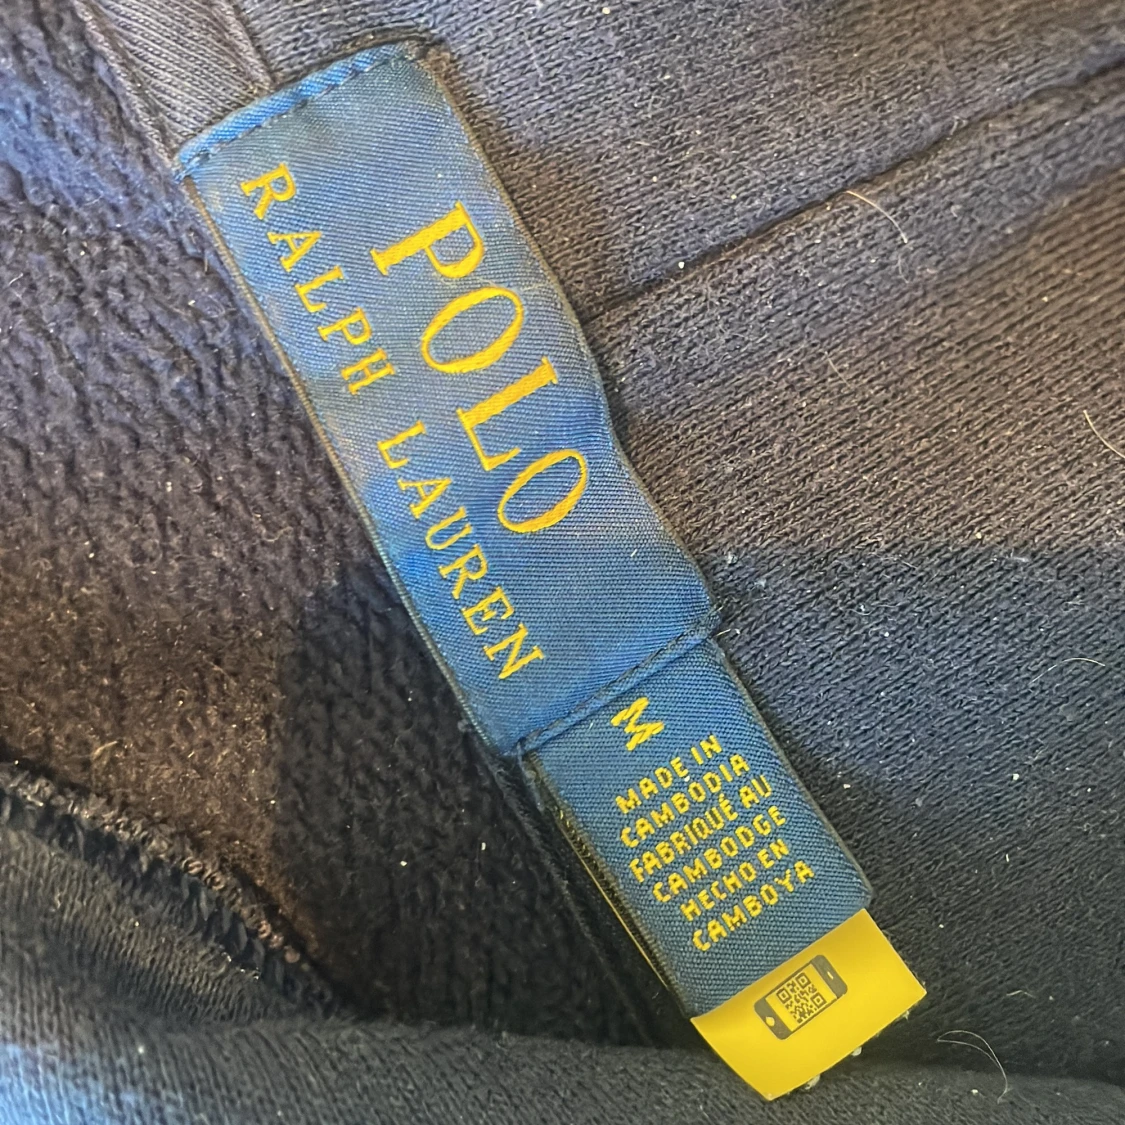 POLO
RALPH LAUREN
M
MADE IN
CAMBODIA
FABRIQUÉ AU
CAMBODGE
HECHO EN
CAMBOYA